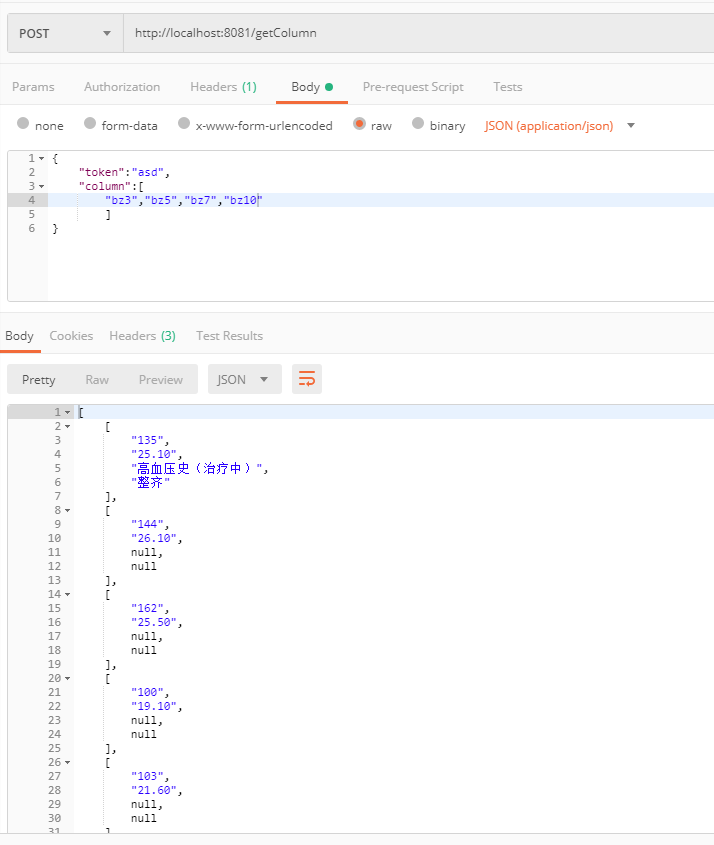 POST http://localhost:8081/getColumn
Params Authorization Headers (1) Body Pre-request Script Tests
none form-data x-www-form-urlencoded raw binary JSON (application/json)
1 {
2 "token":"asd",
3 "column":[
4 "bz3","bz5","bz7","bz10"
5 ]
6 }
Body Cookies Headers (3) Test Results
Pretty Raw Preview JSON
1 [
2 [
3 "135",
4 "25.10",
5 "高血压史（治疗中）",
6 "整齐"
7 ],
8 [
9 "144",
10 "26.10",
11 null,
12 null
13 ],
14 [
15 "162",
16 "25.50",
17 null,
18 null
19 ],
20 [
21 "100",
22 "19.10",
23 null,
24 null
25 ],
26 [
27 "103",
28 "21.60",
29 null,
30 null
31 ]